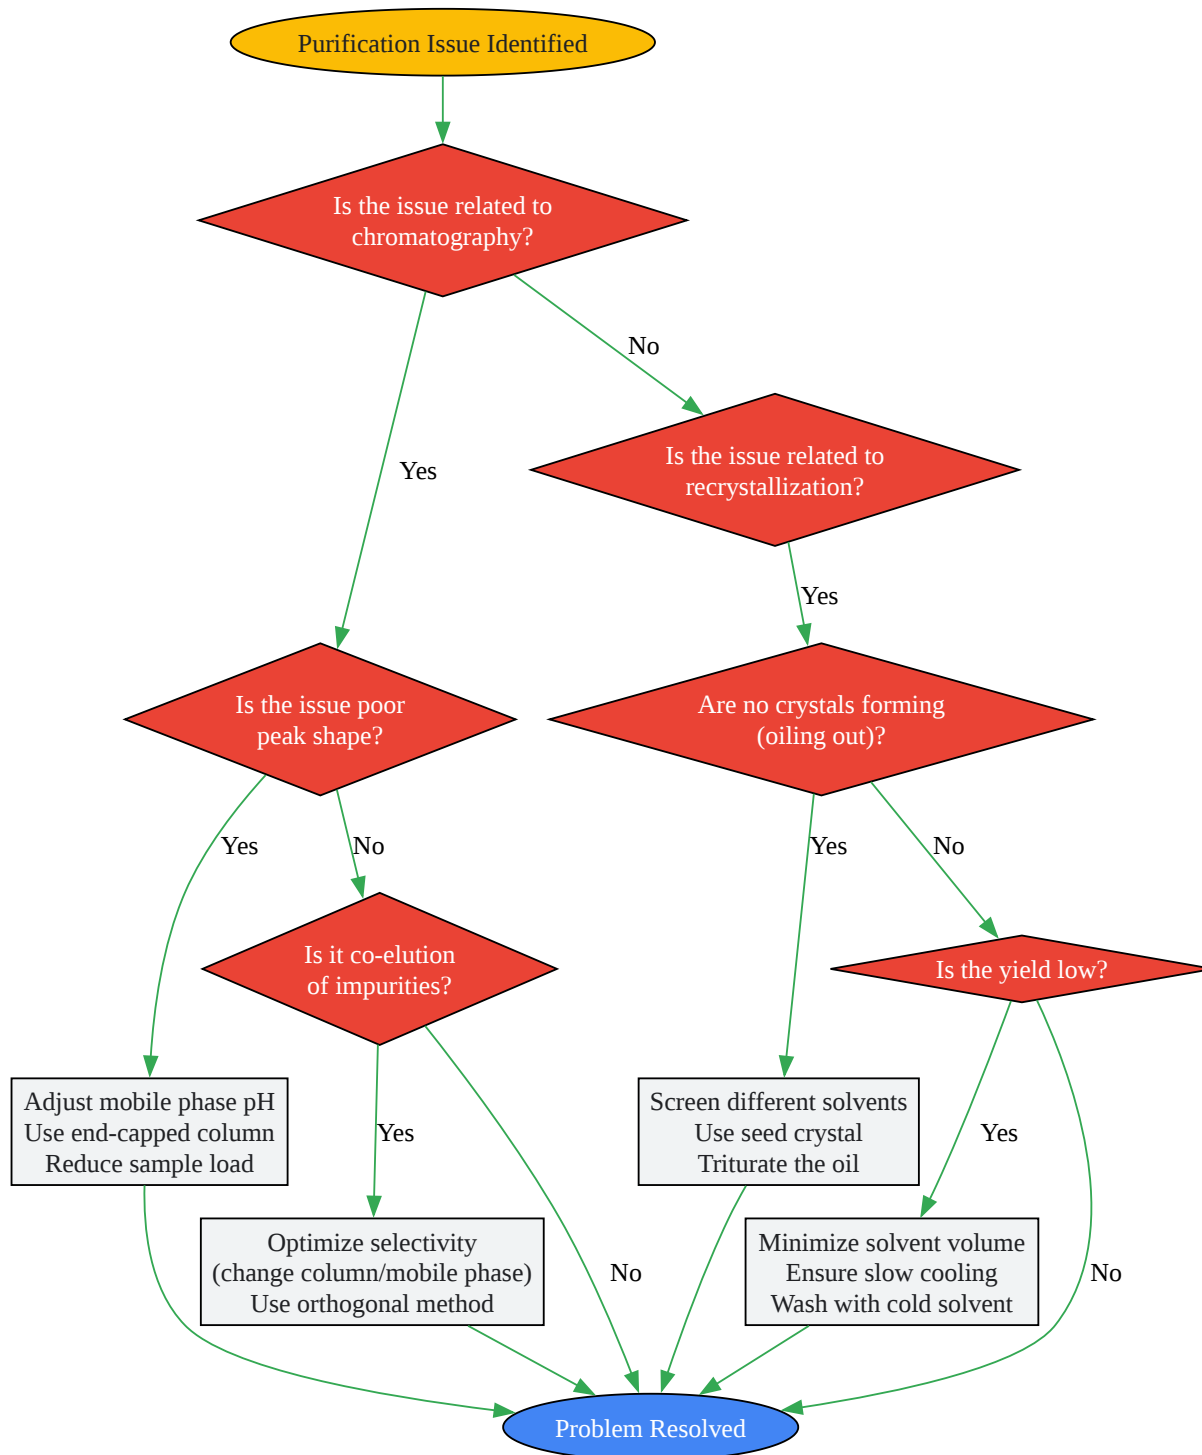 Purification Issue Identified
Is the issue related to
chromatography?
No
Is the issue related to
recrystallization?
Yes
Yes
Is the issue poor
peak shape?
Are no crystals forming
(oiling out)?
Yes
No
Yes
No
Is it co-elution
of impurities?
Is the yield low?
Adjust mobile phase pH
Use end-capped column
Reduce sample load
Yes
Screen different solvents
Use seed crystal
Triturate the oil
Yes
Optimize selectivity
(change column/mobile phase)
Use orthogonal method
No
Minimize solvent volume
Ensure slow cooling
Wash with cold solvent
No
Problem Resolved